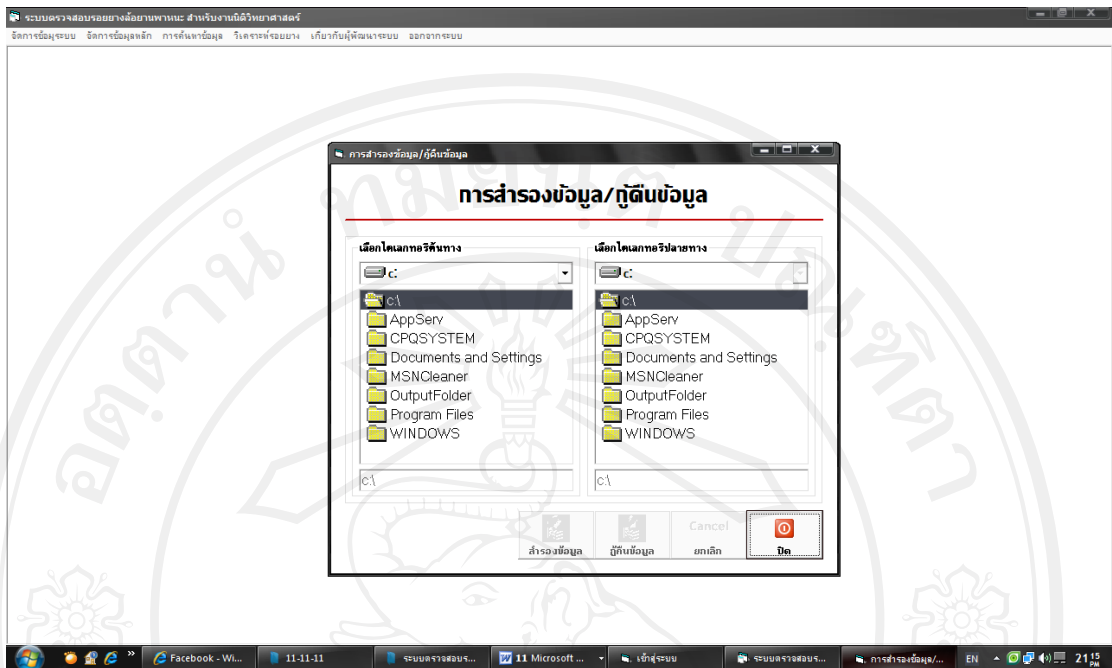 ระบบตรวจสอบรอยยางล้อยานพาหนะ สำหรับงานนิติวิทยาศาสตร์
จัดการข้อมุระบบ จัดการข้อมุลหลัก การค้นหาข้อมุล วิเคราะห์รอยยาง เกี่ยวกับผู้พัฒนาระบบ ออกจากระบบ
การสำรองข้อมูล/กู้คืนข้อมูล
การสำรองข้อมูล/กู้คืนข้อมูล
เลือกไดเลกทอรีต้นทาง เลือกไดเลกทอรีปลายทาง
c: c:
c:\ c:\
AppServ AppServ
CPQSYSTEM CPQSYSTEM
Documents and Settings Documents and Settings
MSNCleaner MSNCleaner
OutputFolder OutputFolder
Program Files Program Files
WINDOWS WINDOWS
c:\ c:\
Cancel
สำรองข้อมูล กู้คืนข้อมูล ยกเลิก ปิด
Facebook - Wi... 11-11-11 ระบบตรวจสอบร... 11 Microsoft ... เข้าสู่ระบบ ระบบตรวจสอบร... การสำรองข้อมูล/... EN 21 15 PM